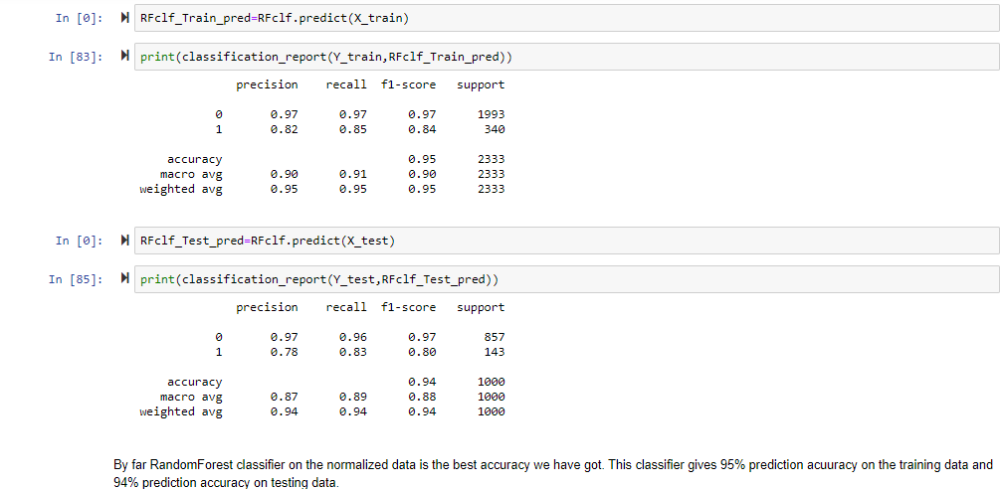 In [0]: RFclf_Train_pred=RFclf.predict(X_train)
In [83]: print(classification_report(Y_train,RFclf_Train_pred))
precision recall f1-score support
0 0.97 0.97 0.97 1993
1 0.82 0.85 0.84 340
accuracy 0.95 2333
macro avg 0.90 0.91 0.90 2333
weighted avg 0.95 0.95 0.95 2333
In [0]: RFclf_Test_pred=RFclf.predict(X_test)
In [85]: print(classification_report(Y_test,RFclf_Test_pred))
precision recall f1-score support
0 0.97 0.96 0.97 857
1 0.78 0.83 0.80 143
accuracy 0.94 1000
macro avg 0.87 0.89 0.88 1000
weighted avg 0.94 0.94 0.94 1000
By far RandomForest classifier on the normalized data is the best accuracy we have got. This classifier gives 95% prediction acuuracy on the training data and
94% prediction accuracy on testing data.